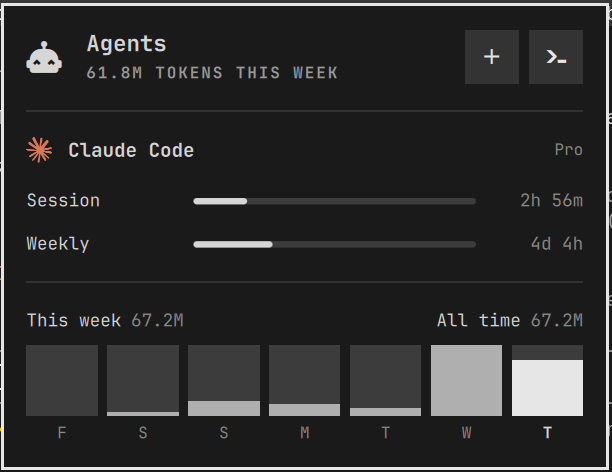 Agents
61.8M TOKENS THIS WEEK
+ >_
Claude Code Pro
Session 2h 56m
Weekly 4d 4h
This week 67.2M All time 67.2M
F S S M T W T